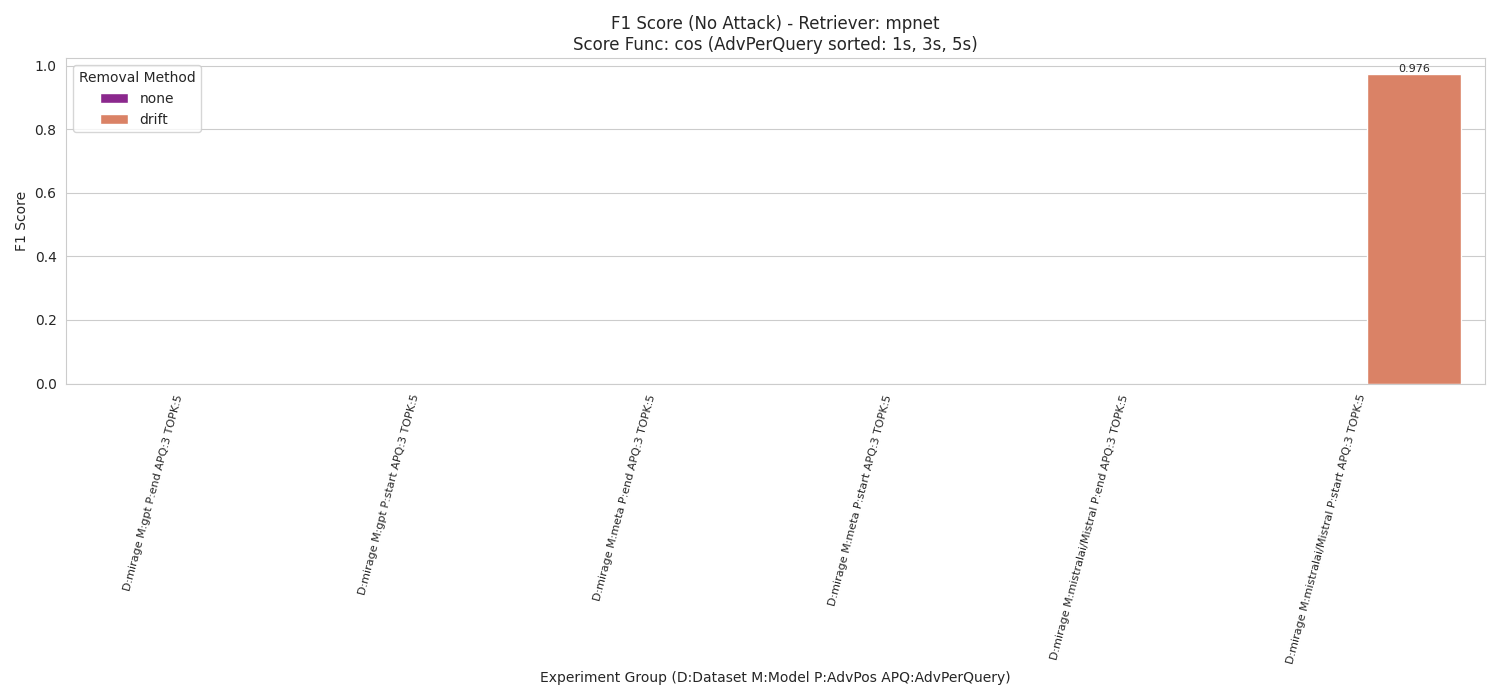 F1 Score (No Attack) - Retriever: mpnet
Score Func: cos (AdvPerQuery sorted: 1s, 3s, 5s)
Removal Method
none
drift
0.976
F1 Score
1.0
0.8
0.6
0.4
0.2
0.0
D:mirage M:gpt P:end APQ:3 TOPK:5
D:mirage M:gpt P:start APQ:3 TOPK:5
D:mirage M:meta P:end APQ:3 TOPK:5
D:mirage M:meta P:start APQ:3 TOPK:5
D:mirage M:mistralai/Mistral P:end APQ:3 TOPK:5
D:mirage M:mistralai/Mistral P:start APQ:3 TOPK:5
Experiment Group (D:Dataset M:Model P:AdvPos APQ:AdvPerQuery)